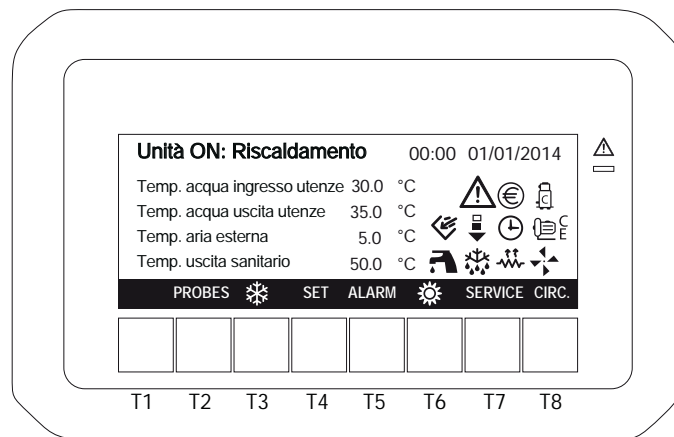 Unità ON: Riscaldamento 00:00 01/01/2014
Temp. acqua ingresso utenze 30.0 °C
Temp. acqua uscita utenze 35.0 °C
Temp. aria esterna 5.0 °C
Temp. uscita sanitario 50.0 °C
€ C
C
E
PROBES SET ALARM SERVICE CIRC.
T1 T2 T3 T4 T5 T6 T7 T8